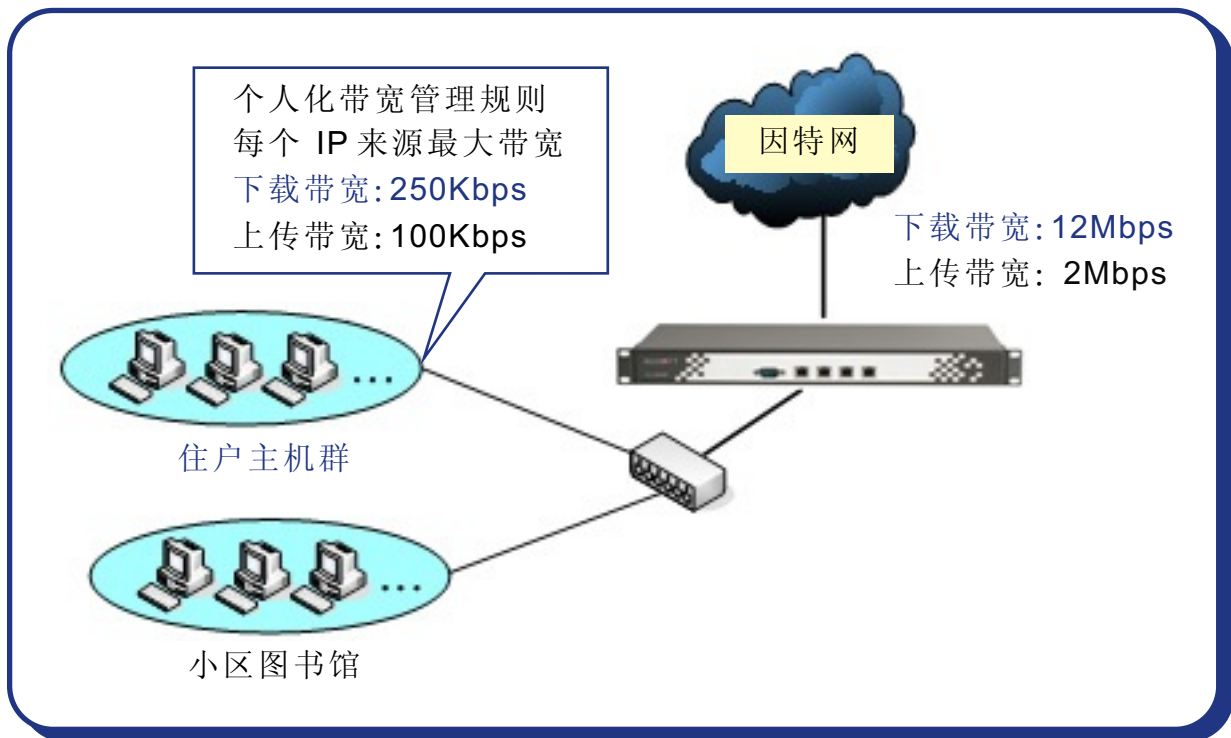 个人化带宽管理规则
每个 IP 来源最大带宽
下载带宽:250Kbps
上传带宽:100Kbps
因特网
下载带宽:12Mbps
上传带宽: 2Mbps
...
住户主机群
...
小区图书馆